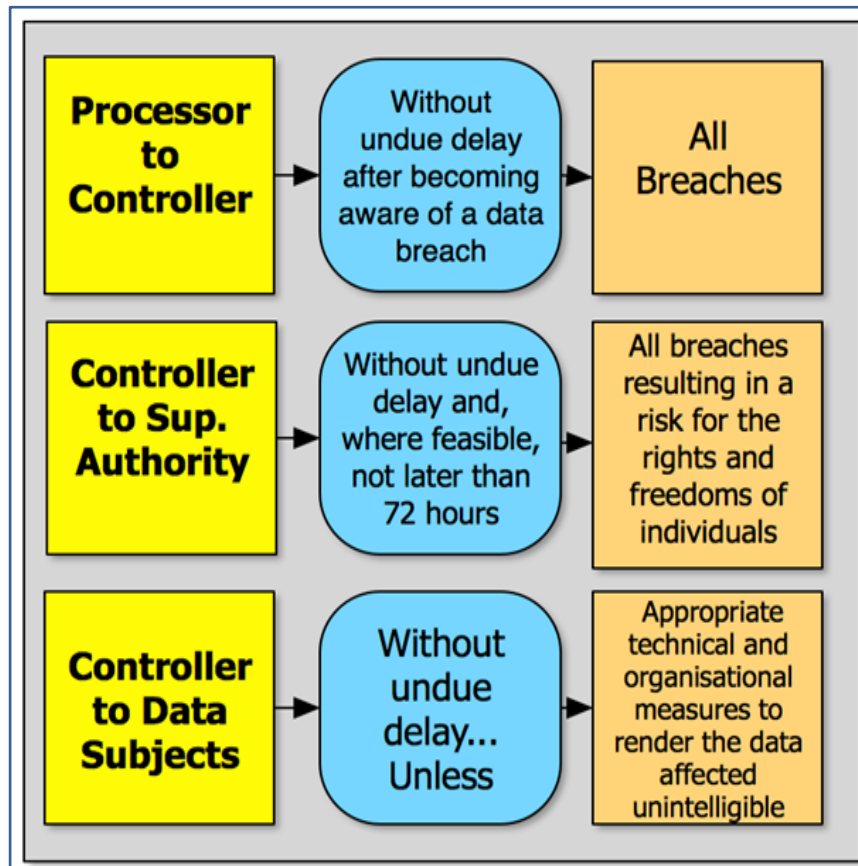 Processor
to
Controller
Without
undue delay
after becoming
aware of a data
breach
All
Breaches
Controller
to Sup.
Authority
Without undue
delay and,
where feasible,
not later than
72 hours
All breaches
resulting in a
risk for the
rights and
freedoms of
individuals
Controller
to Data
Subjects
Without
undue
delay...
Unless
Appropriate
technical and
organisational
measures to
render the data
affected
unintelligible